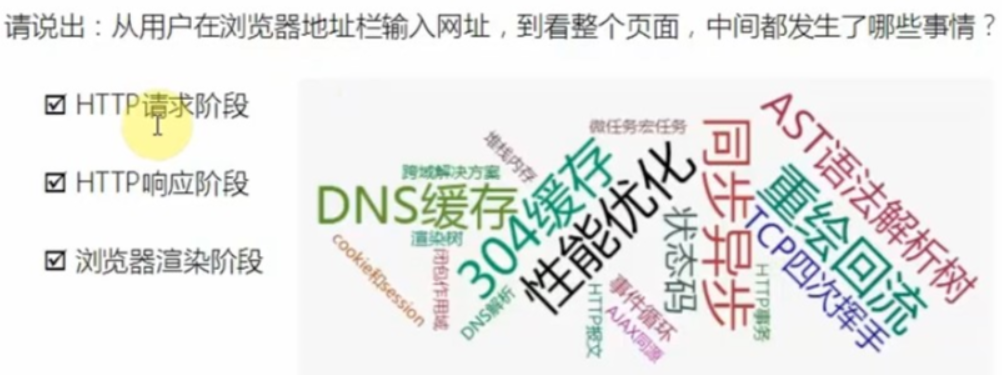 请说出：从用户在浏览器地址栏输入网址，到看整个页面，中间都发生了哪些事情？
HTTP请求阶段
HTTP响应阶段
浏览器渲染阶段
微任务宏任务
堆栈内存
跨域解决方案
DNS缓存
304缓存
性能优化
同步异步
AST语法解析树
重绘回流
TCP四次挥手
状态码
渲染树
cookie和session
闭包作用域
DNS解析
HTTP报文
事件循环
AJAX同源
HTTP事务